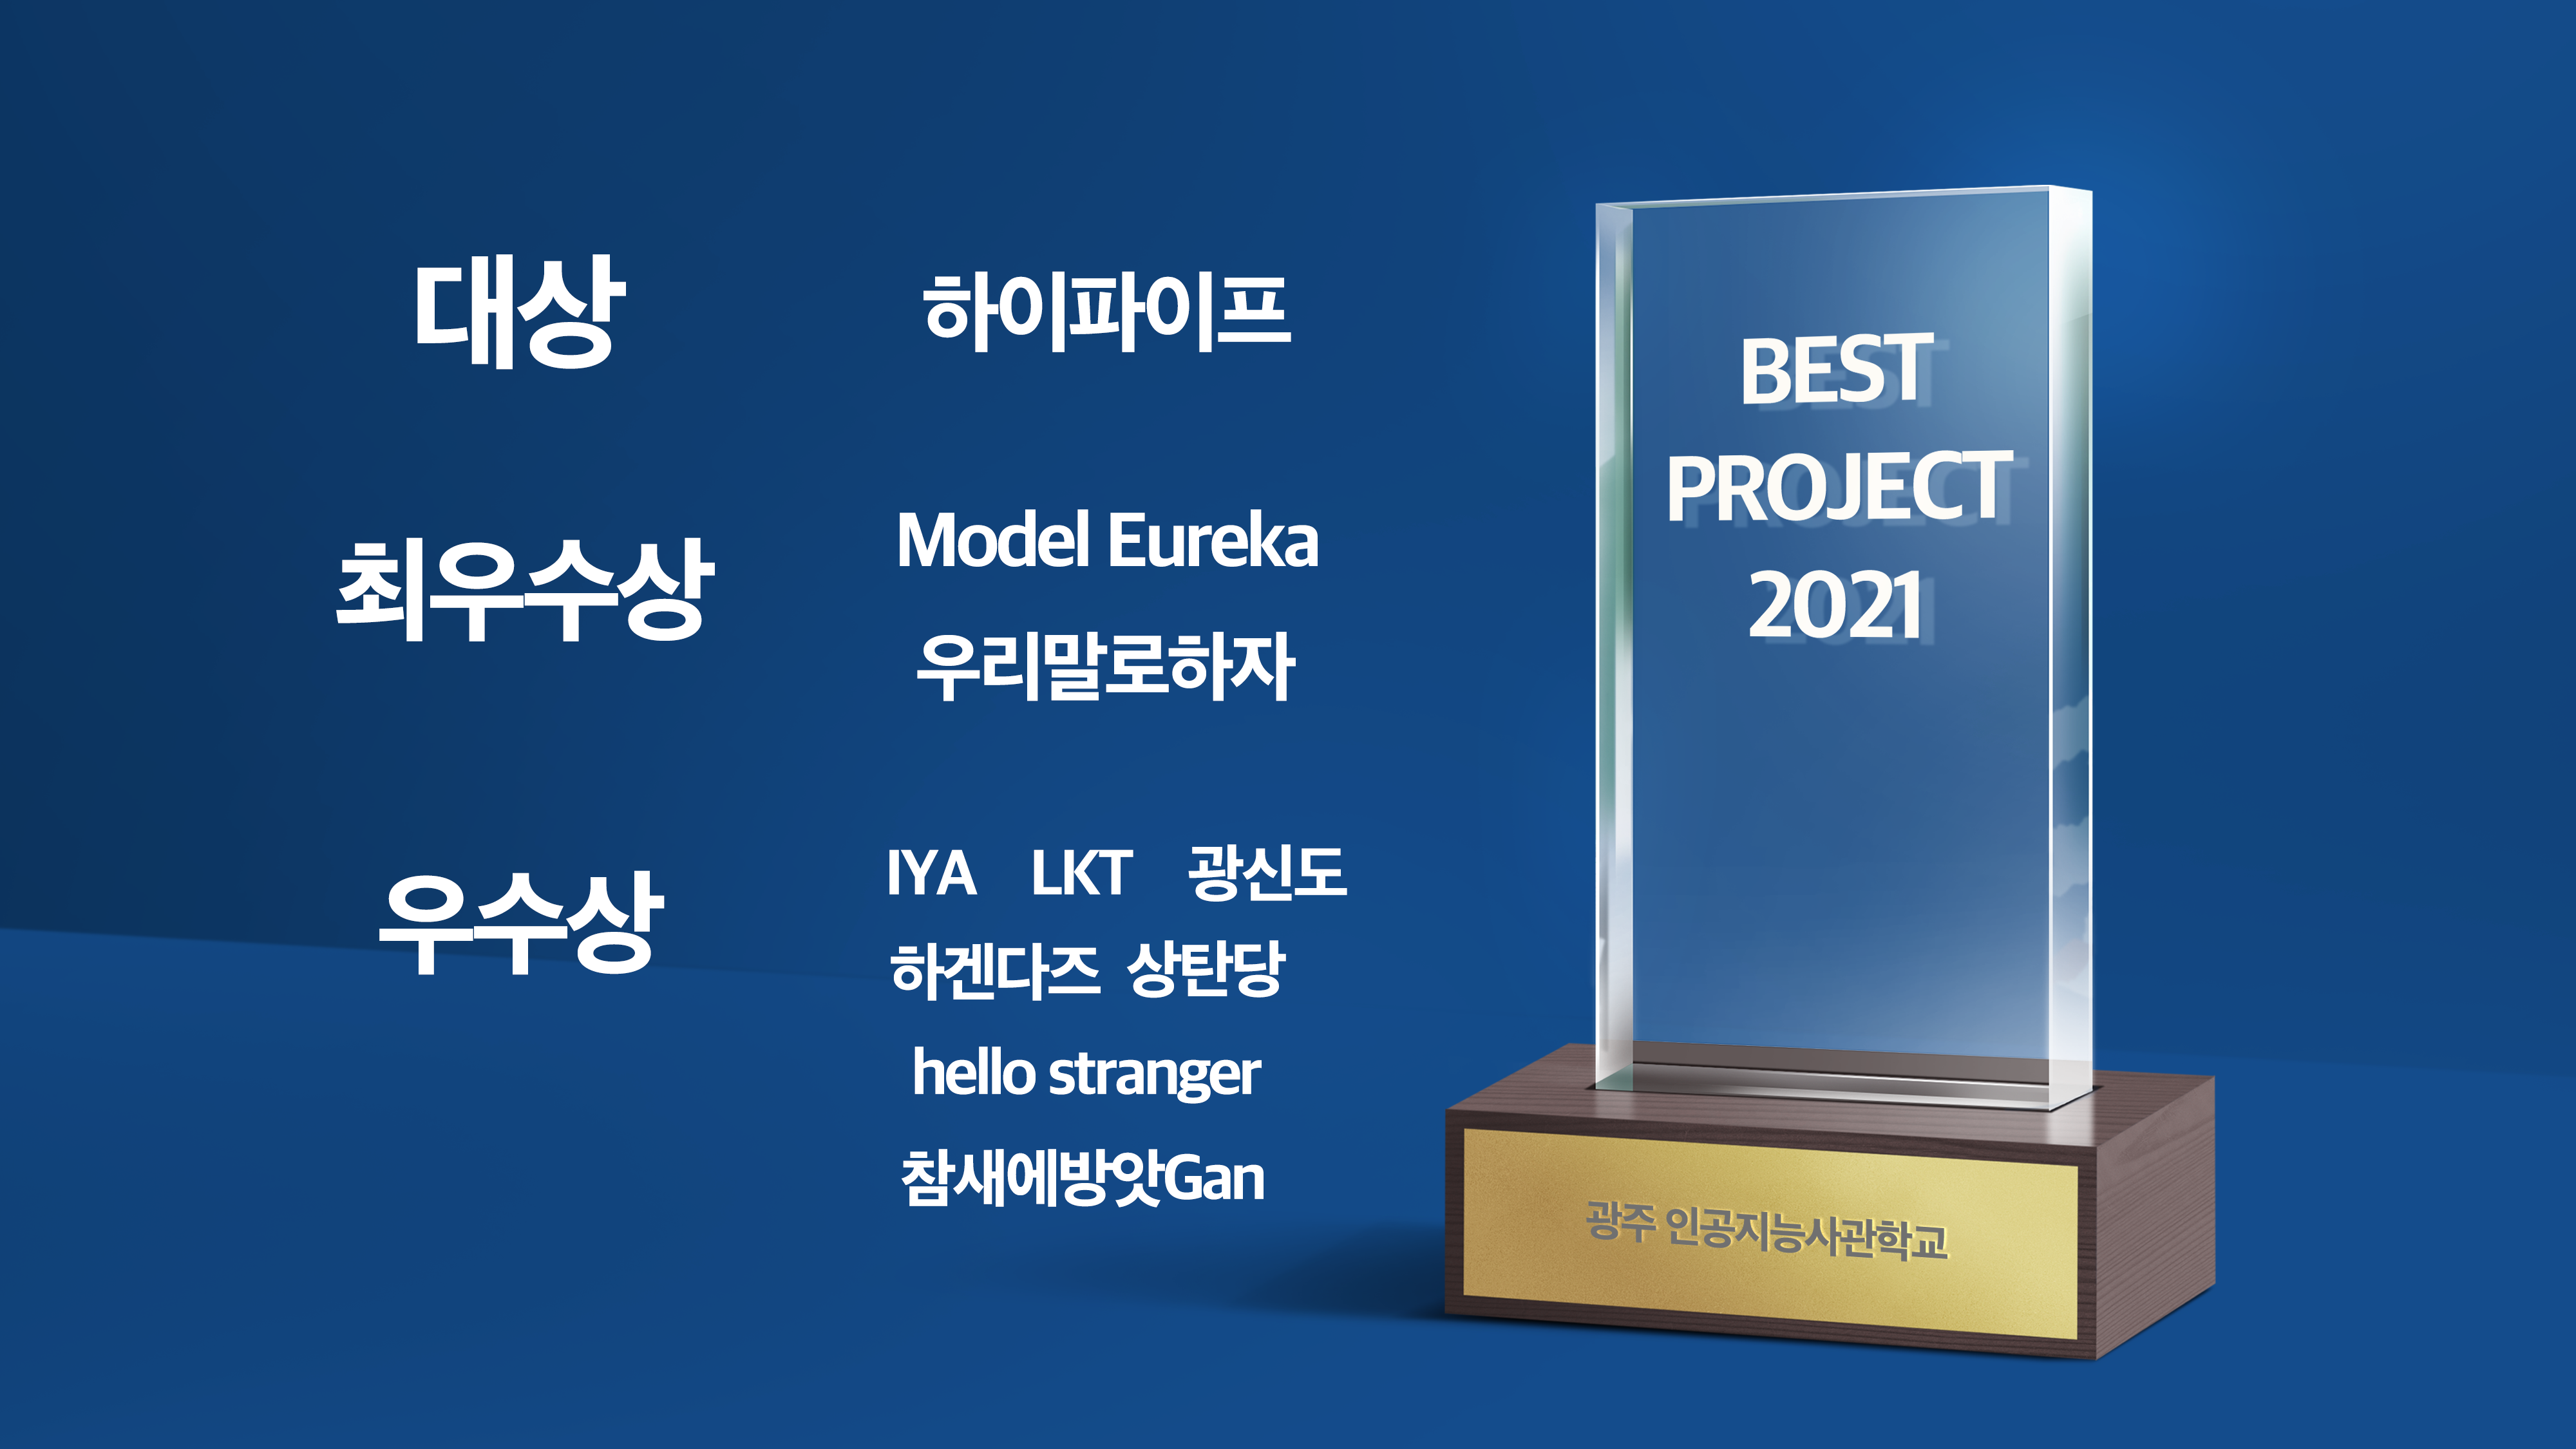 대상
하이파이프
최우수상
Model Eureka
우리말로하자
우수상
IYA LKT 광신도
하겐다즈 상탄당
hello stranger
참새에방앗Gan
BEST
PROJECT
2021
광주 인공지능사관학교